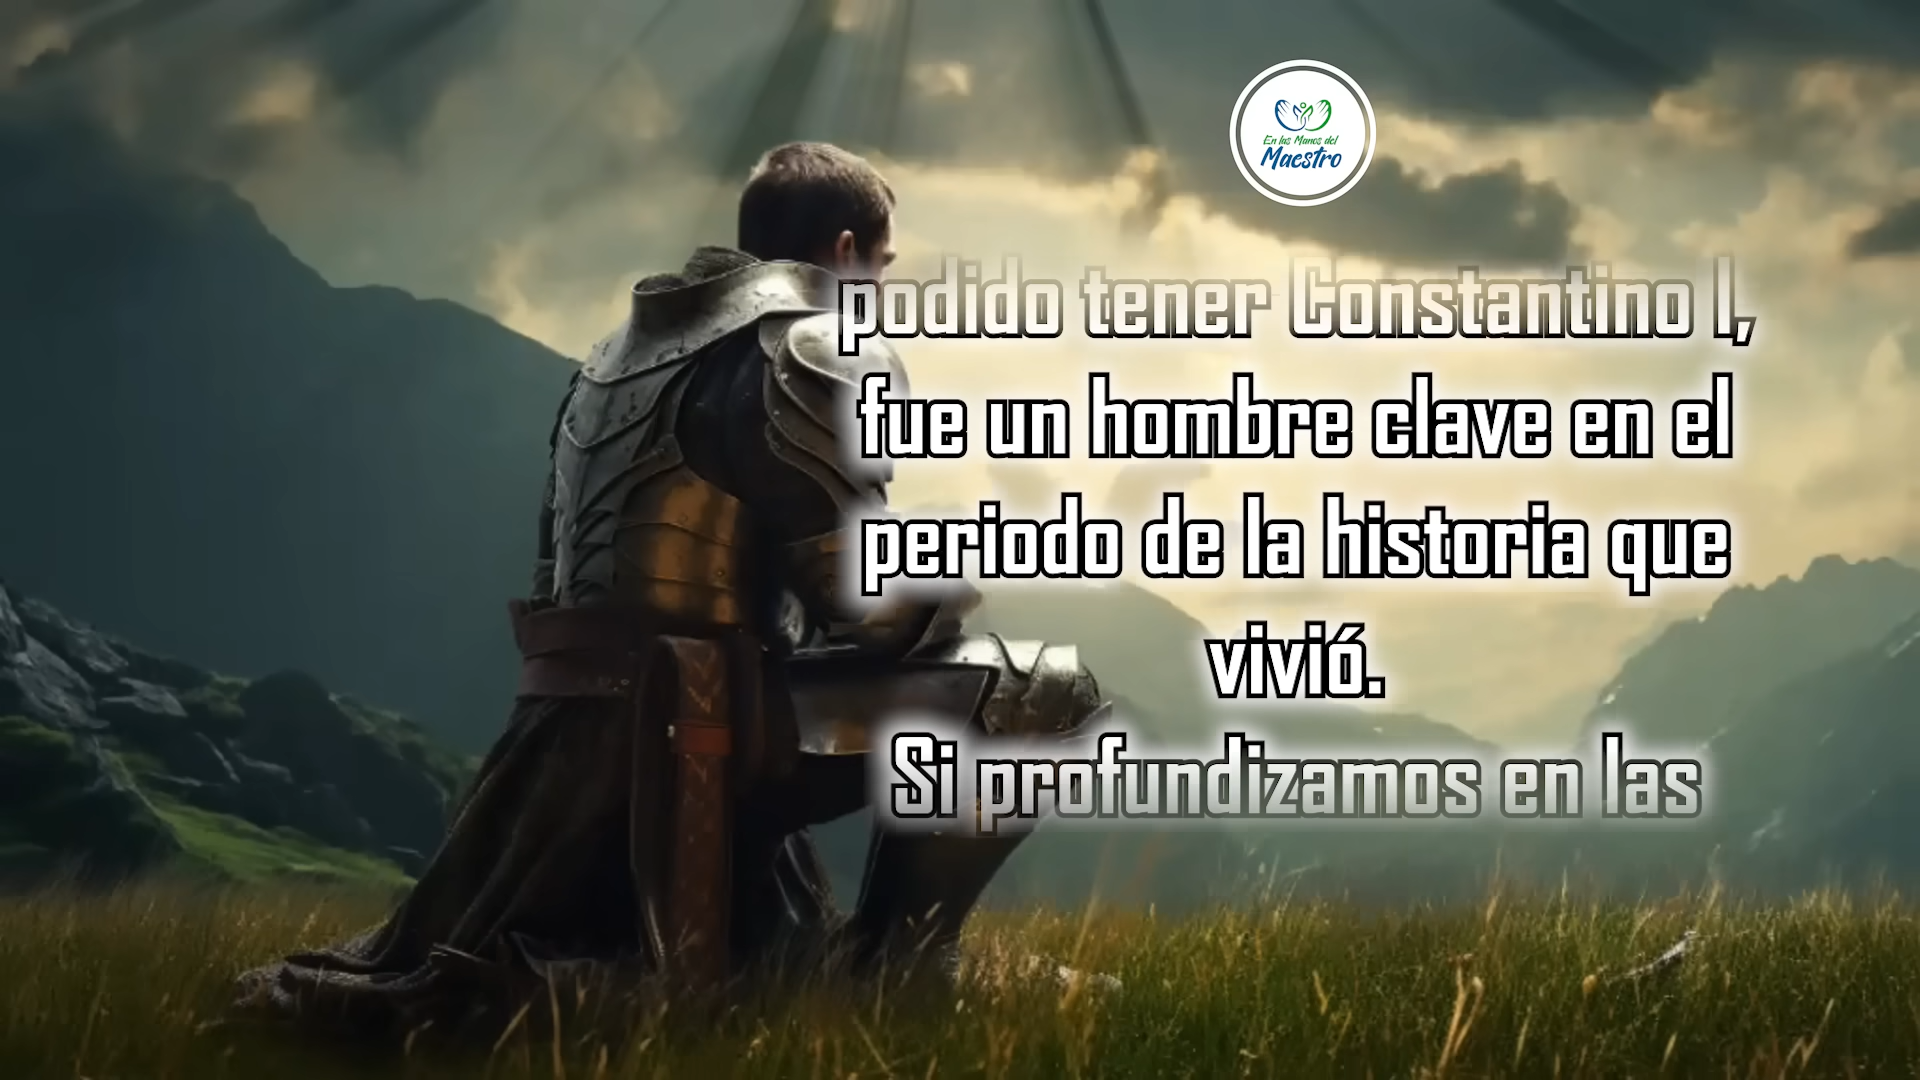 En las Manos del
Maestro
podido tener Constantino I,
fue un hombre clave en el
periodo de la historia que
vivió.
Si profundizamos en las